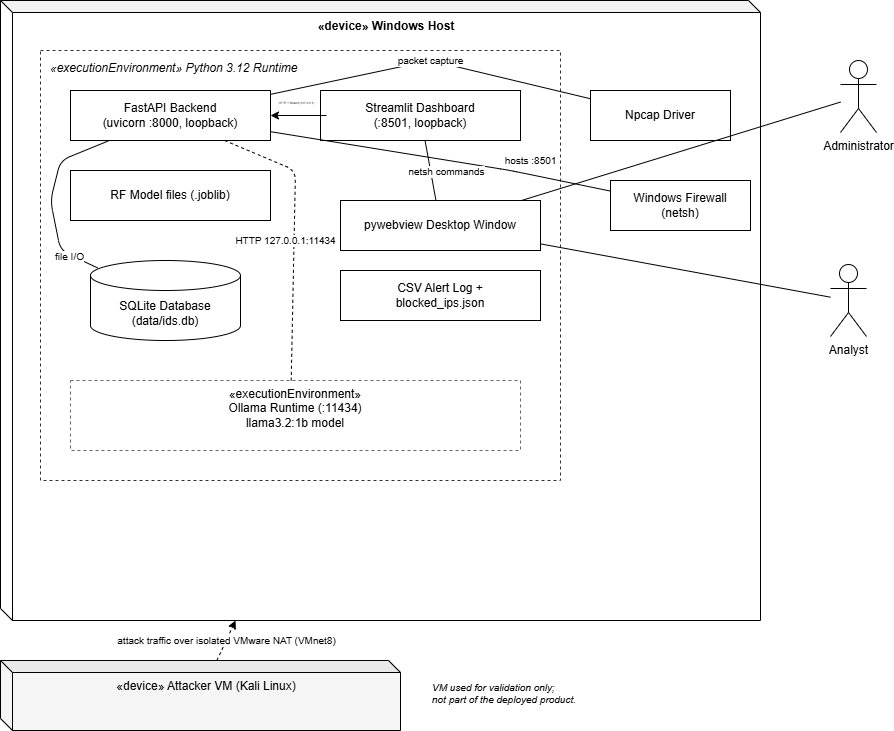 «device» Windows Host
«executionEnvironment» Python 3.12 Runtime
packet capture
FastAPI Backend
(uvicorn :8000, loopback)
Streamlit Dashboard
(:8501, loopback)
Npcap Driver
Administrator
hosts :8501
netsh commands
RF Model files (.joblib)
Windows Firewall
(netsh)
pywebview Desktop Window
HTTP 127.0.0.1:11434
file I/O
CSV Alert Log +
blocked_ips.json
SQLite Database
(data/ids.db)
Analyst
«executionEnvironment»
Ollama Runtime (:11434)
llama3.2:1b model
attack traffic over isolated VMware NAT (VMnet8)
«device» Attacker VM (Kali Linux)
VM used for validation only;
not part of the deployed product.